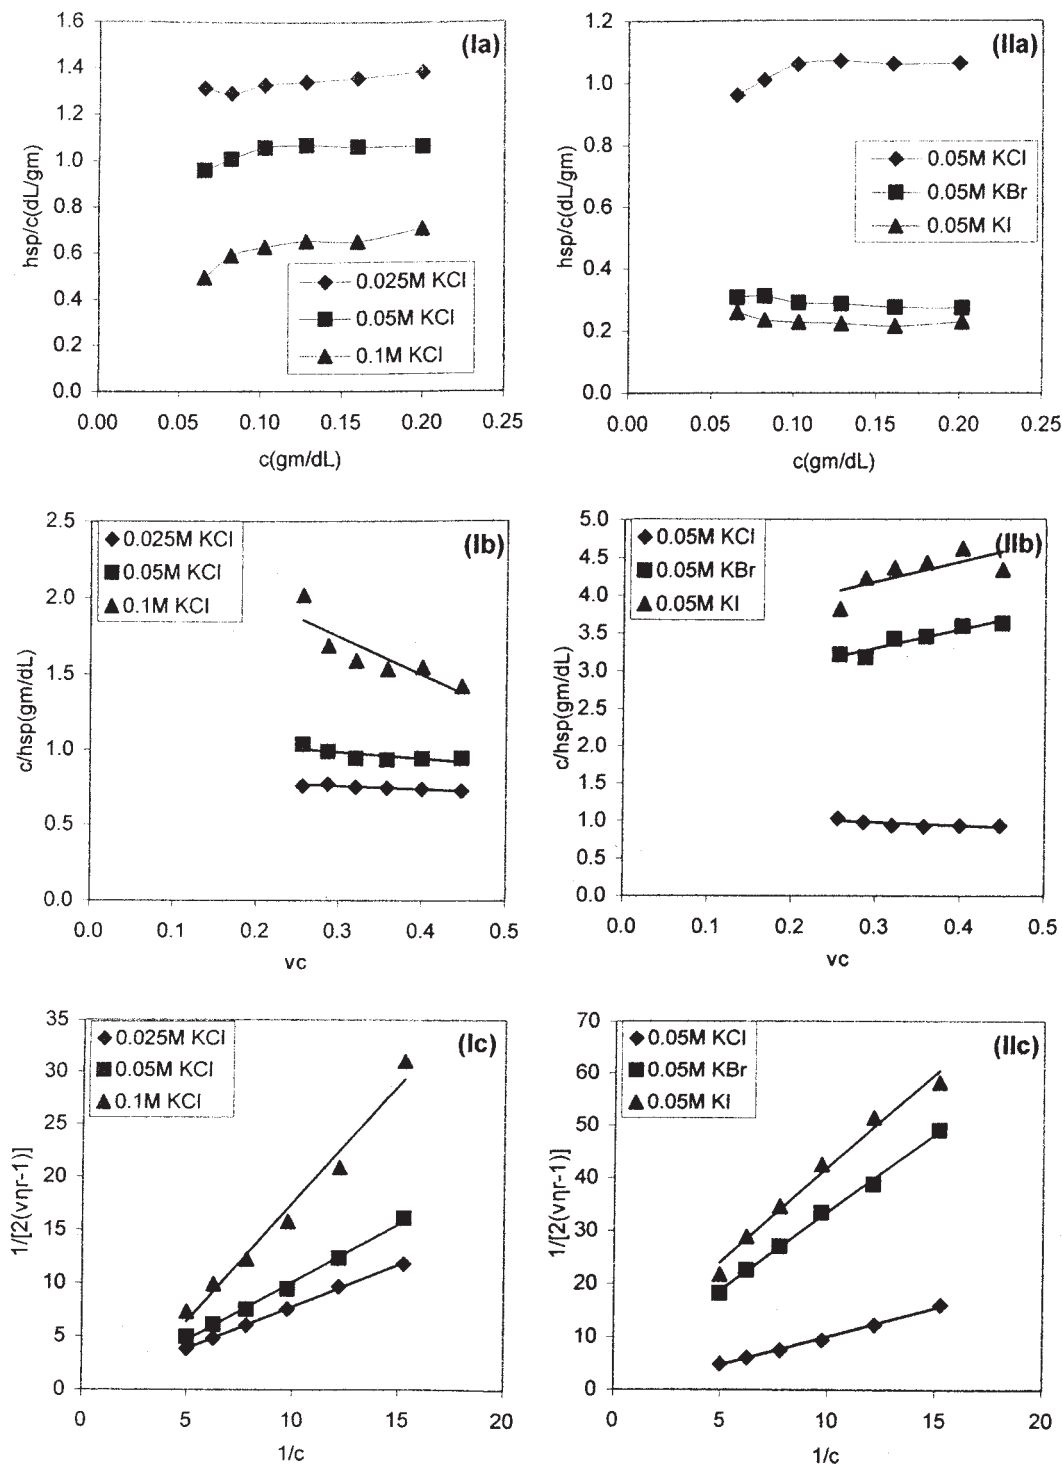 (Ia)
hsp/c(dL/gm)
1.6
1.4
1.2
1.0
0.8
0.6
0.4
0.2
0.0
0.025M KCl
0.05M KCl
0.1M KCl
0.00 0.05 0.10 0.15 0.20 0.25
c(gm/dL)
(IIa)
hsp/c(dL/gm)
1.2
1.0
0.8
0.6
0.4
0.2
0.0
0.05M KCl
0.05M KBr
0.05M KI
0.00 0.05 0.10 0.15 0.20 0.25
c(gm/dL)
(Ib)
c/hsp(gm/dL)
2.5
2.0
1.5
1.0
0.5
0.0
0.025M KCl
0.05M KCl
0.1M KCl
0.0 0.1 0.2 0.3 0.4 0.5
vc
(IIb)
c/hsp(gm/dL)
5.0
4.5
4.0
3.5
3.0
2.5
2.0
1.5
1.0
0.5
0.0
0.05M KCl
0.05M KBr
0.05M KI
0.0 0.1 0.2 0.3 0.4 0.5
vc
(Ic)
1/[2(vηr-1)]
35
30
25
20
15
10
5
0
0.025M KCl
0.05M KCl
0.1M KCl
0 5 10 15 20
1/c
(IIc)
1/[2(vηr-1)]
70
60
50
40
30
20
10
0
0.05M KCl
0.05M KBr
0.05M KI
0 5 10 15 20
1/c